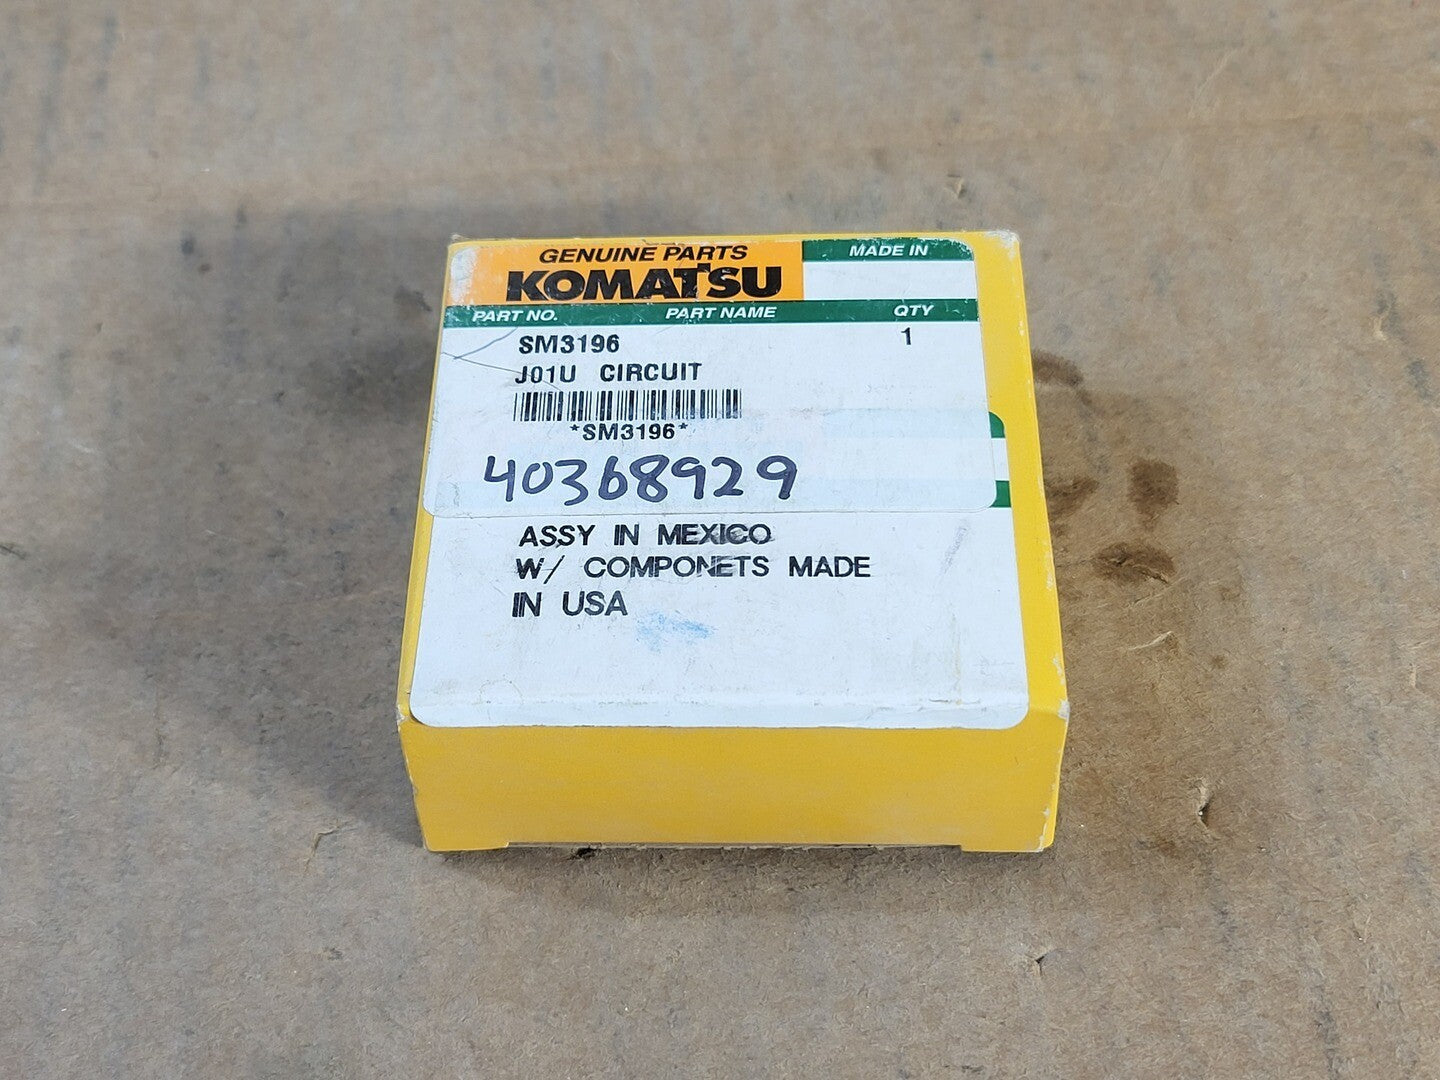 GENUINE PARTS
KOMATSU
MADE IN
PART NO. PART NAME QTY
SM3196 1
J01U CIRCUIT
*SM3196*
40368929
ASSY IN MEXICO
W/ COMPONETS MADE
IN USA